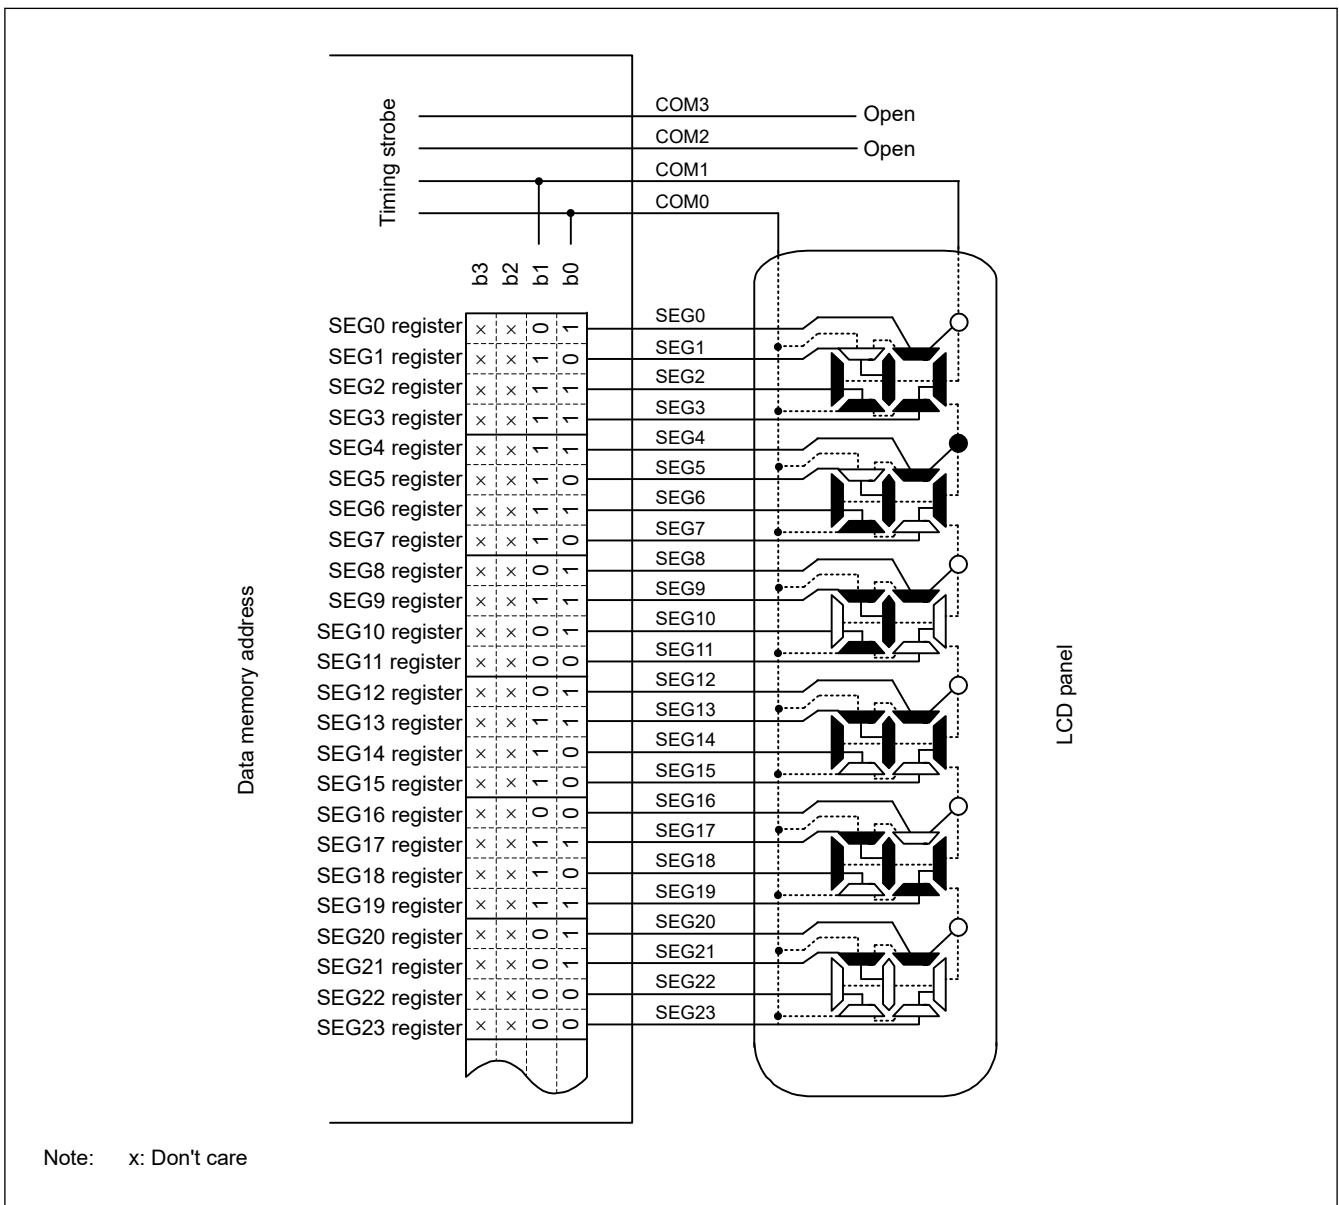 Timing strobe
COM3
Open
COM2
Open
COM1
COM0
b3 b2 b1 b0
Data memory address
SEG0 register × × 0 1 SEG0
SEG1 register × × 1 0 SEG1
SEG2 register × × 1 1 SEG2
SEG3 register × × 1 1 SEG3
SEG4 register × × 1 1 SEG4
SEG5 register × × 1 0 SEG5
SEG6 register × × 1 1 SEG6
SEG7 register × × 1 0 SEG7
SEG8 register × × 0 1 SEG8
SEG9 register × × 1 1 SEG9
SEG10 register × × 0 1 SEG10
SEG11 register × × 0 0 SEG11
SEG12 register × × 0 1 SEG12
SEG13 register × × 1 1 SEG13
SEG14 register × × 1 0 SEG14
SEG15 register × × 1 0 SEG15
SEG16 register × × 0 0 SEG16
SEG17 register × × 1 1 SEG17
SEG18 register × × 1 0 SEG18
SEG19 register × × 1 1 SEG19
SEG20 register × × 0 1 SEG20
SEG21 register × × 0 1 SEG21
SEG22 register × × 0 0 SEG22
SEG23 register × × 0 0 SEG23
LCD panel
Note: x: Don't care